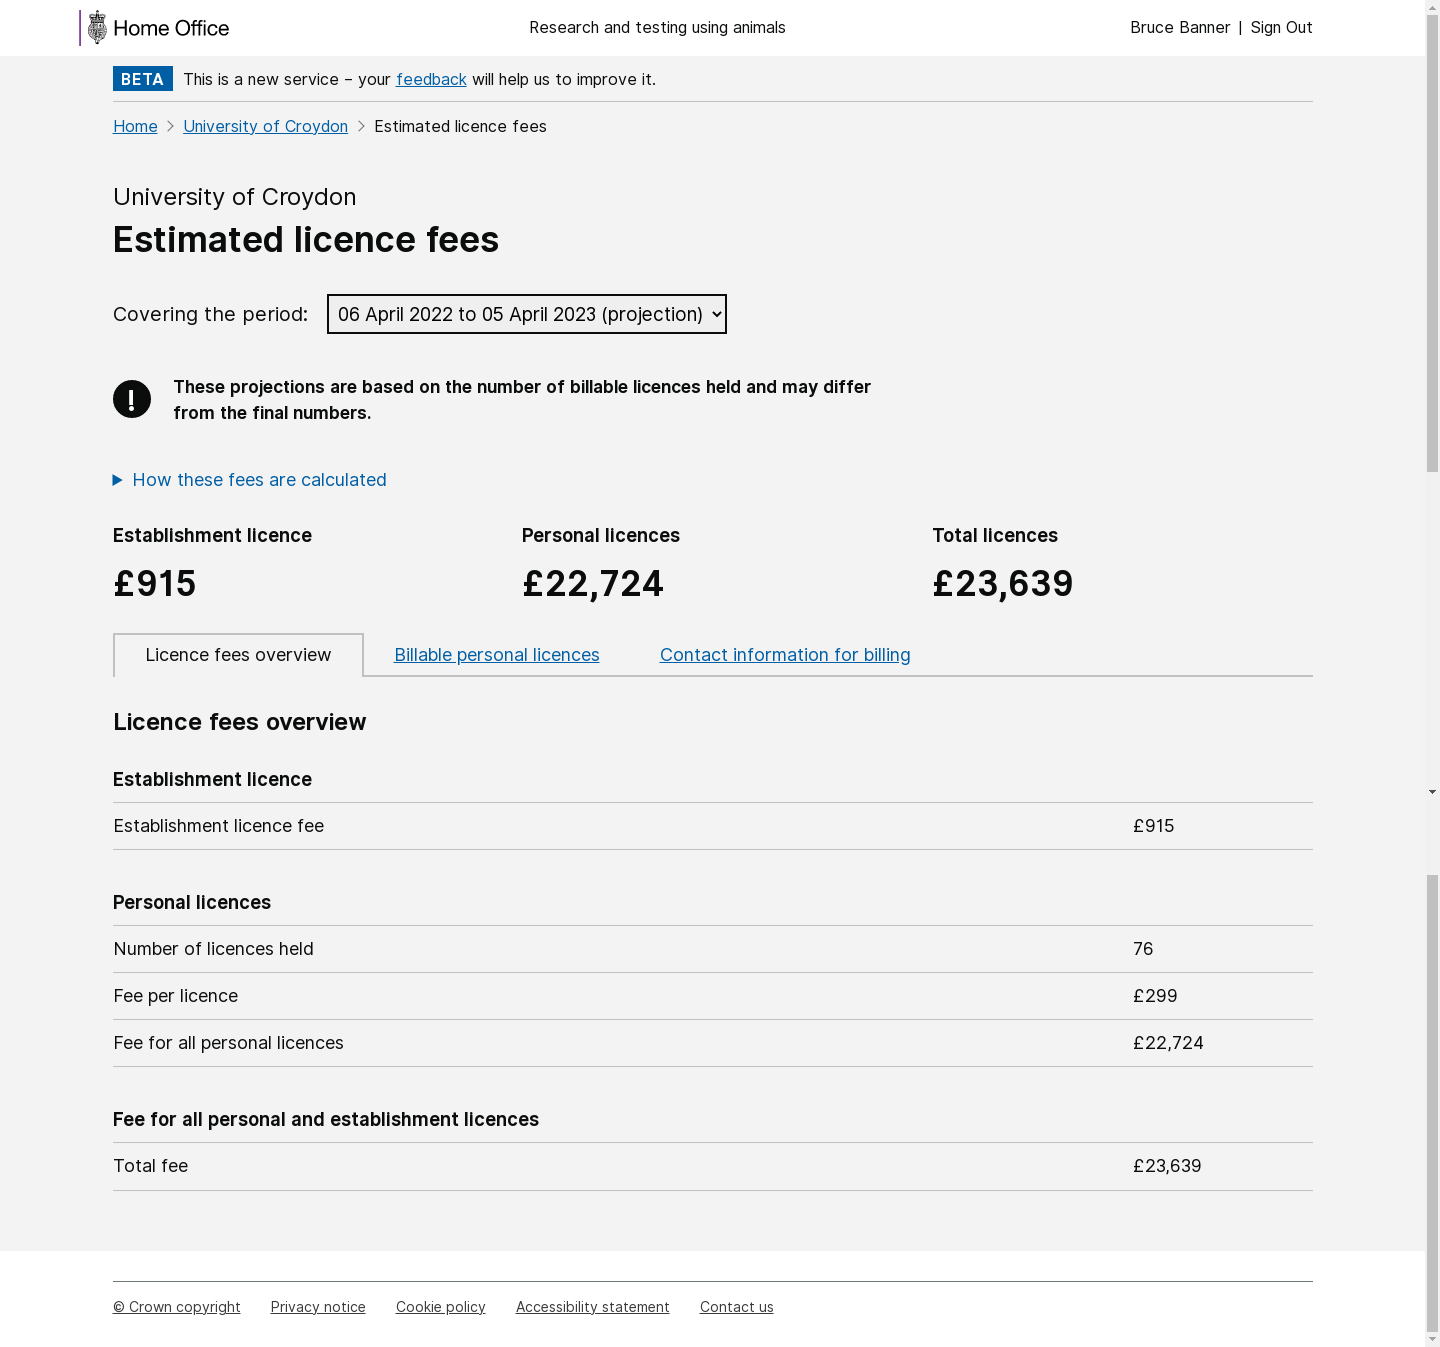 Home Office
Research and testing using animals
Bruce Banner | Sign Out
BETA This is a new service – your feedback will help us to improve it.
Home > University of Croydon > Estimated licence fees
University of Croydon
Estimated licence fees
Covering the period: 06 April 2022 to 05 April 2023 (projection)
! These projections are based on the number of billable licences held and may differ
from the final numbers.
How these fees are calculated
Establishment licence Personal licences Total licences
£915 £22,724 £23,639
Licence fees overview Billable personal licences Contact information for billing
Licence fees overview
Establishment licence
Establishment licence fee £915
Personal licences
Number of licences held 76
Fee per licence £299
Fee for all personal licences £22,724
Fee for all personal and establishment licences
Total fee £23,639
© Crown copyright Privacy notice Cookie policy Accessibility statement Contact us